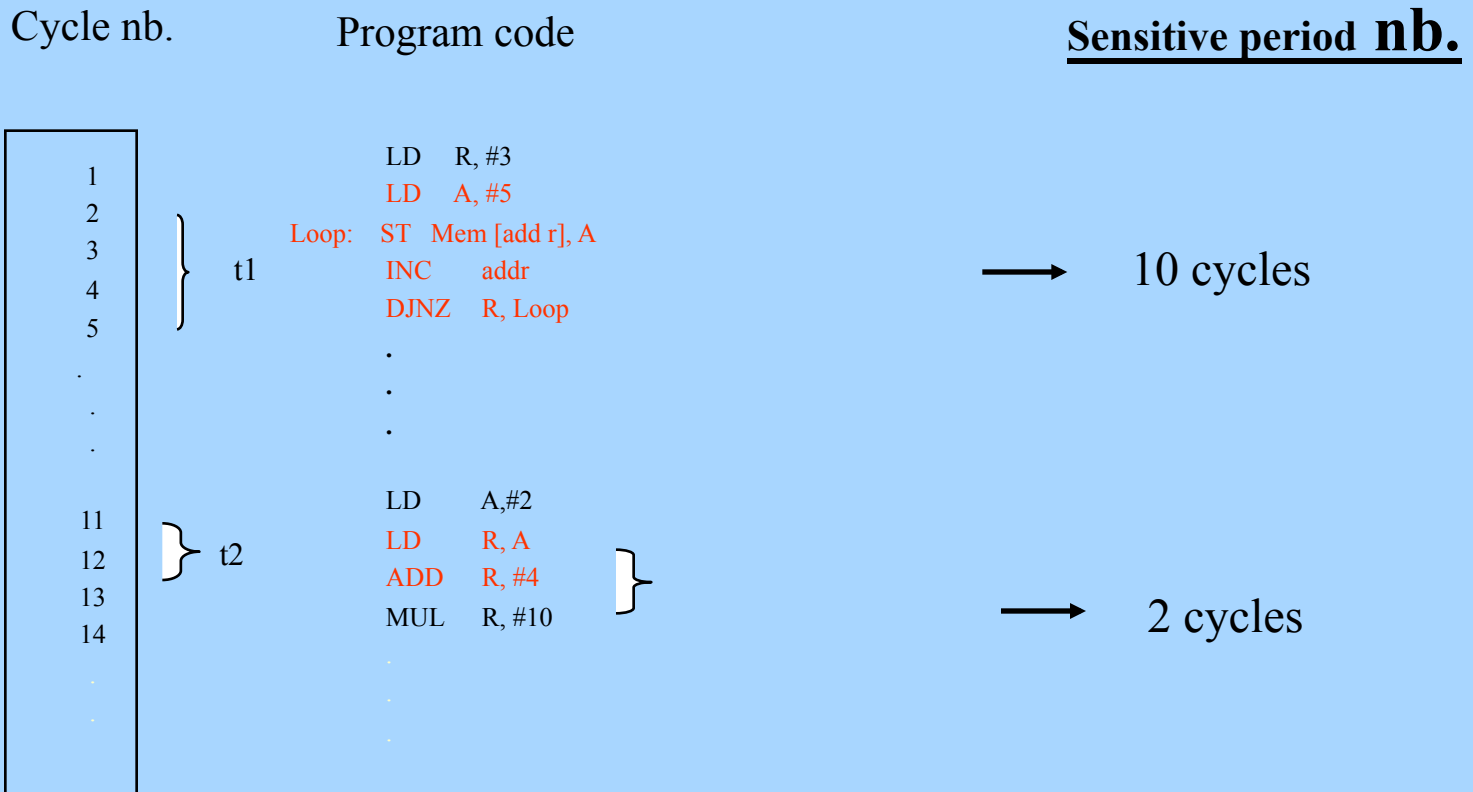 Cycle nb. Program code Sensitive period nb.
1 LD R, #3
2 LD A, #5
3 Loop: ST Mem [add r], A
4 t1 INC addr 10 cycles
5 DJNZ R, Loop
. .
. .
. .
11 LD A,#2
12 t2 LD R, A
13 ADD R, #4
14 MUL R, #10 2 cycles
. .
. .
.